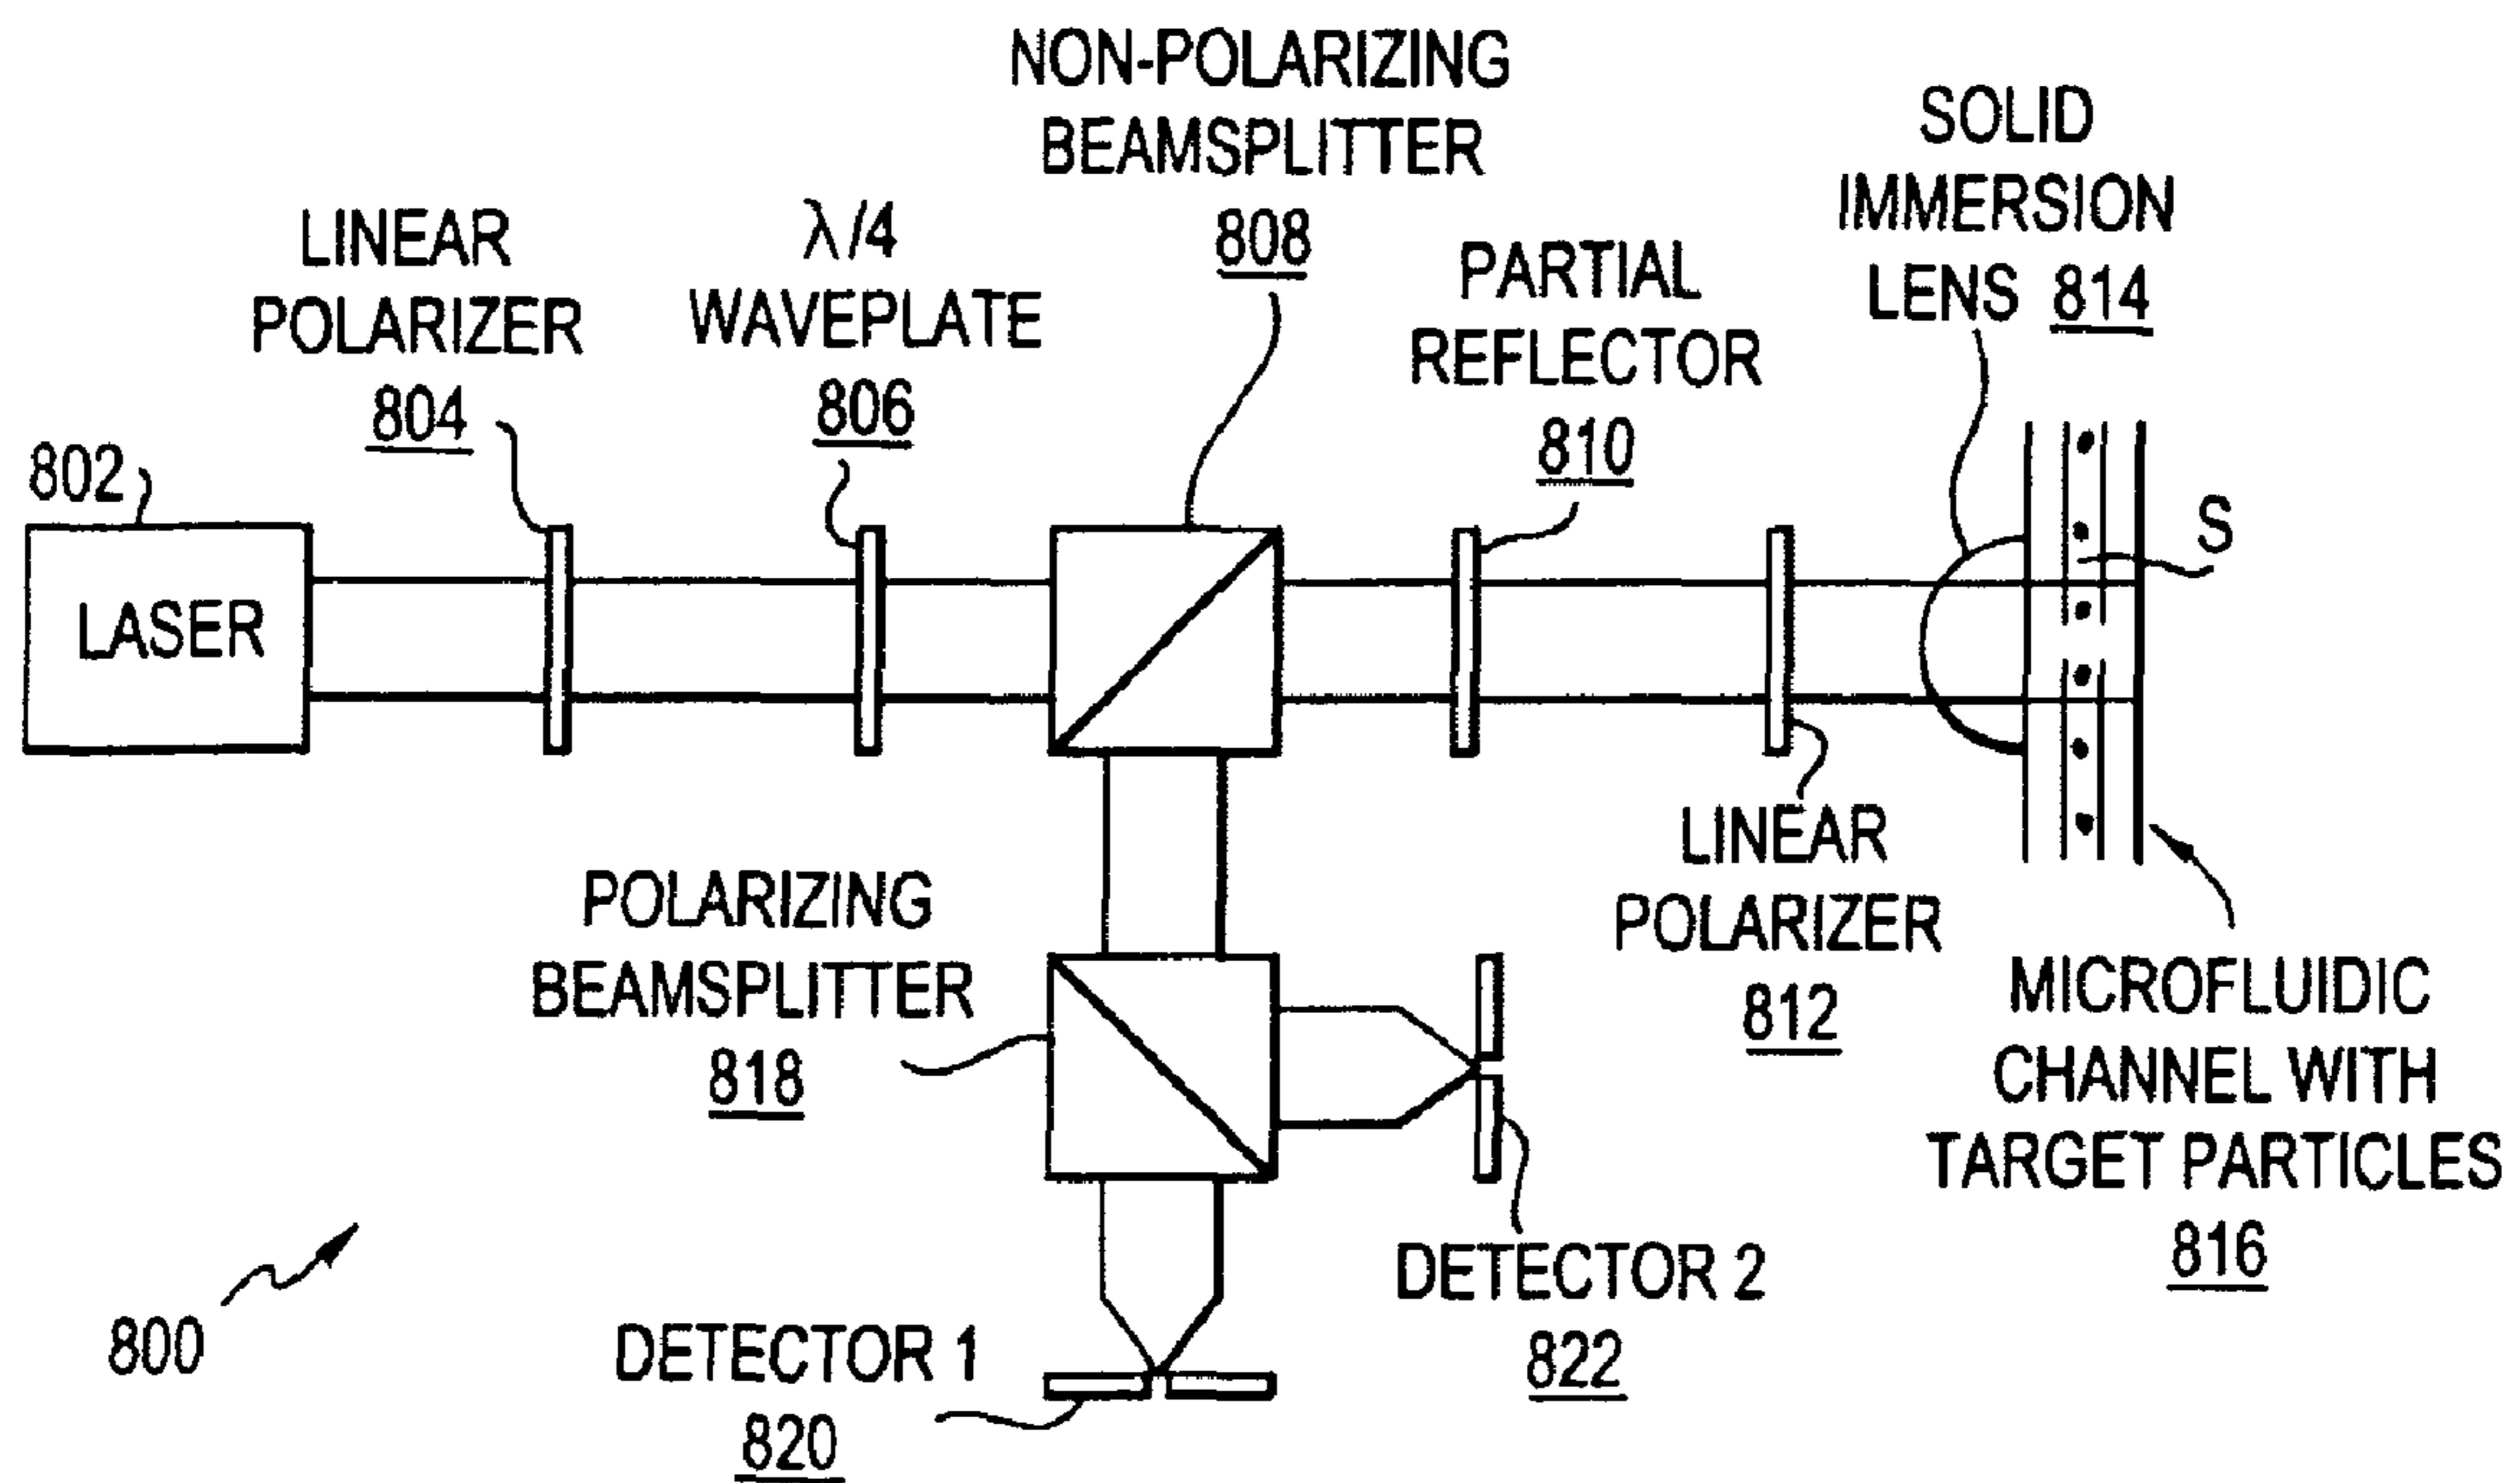 NON-POLARIZING
BEAMSPLITTER
808
SOLID
IMMERSION
LENS 814
LINEAR
POLARIZER
804
λ/4
WAVEPLATE
806
PARTIAL
REFLECTOR
810
802
LASER
S
LINEAR
POLARIZER
812
POLARIZING
BEAMSPLITTER
818
MICROFLUIDIC
CHANNEL WITH
TARGET PARTICLES
816
DETECTOR 2
822
800
DETECTOR 1
820